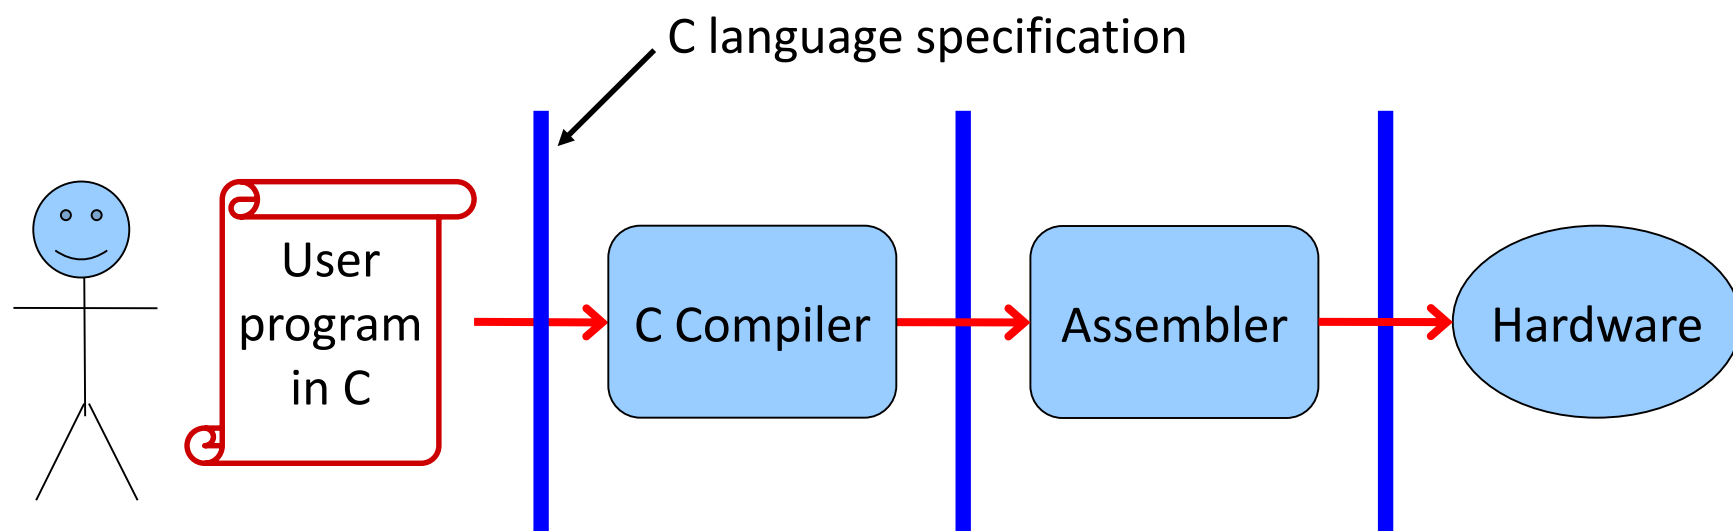 C language specification
User
program
in C
C Compiler
Assembler
Hardware